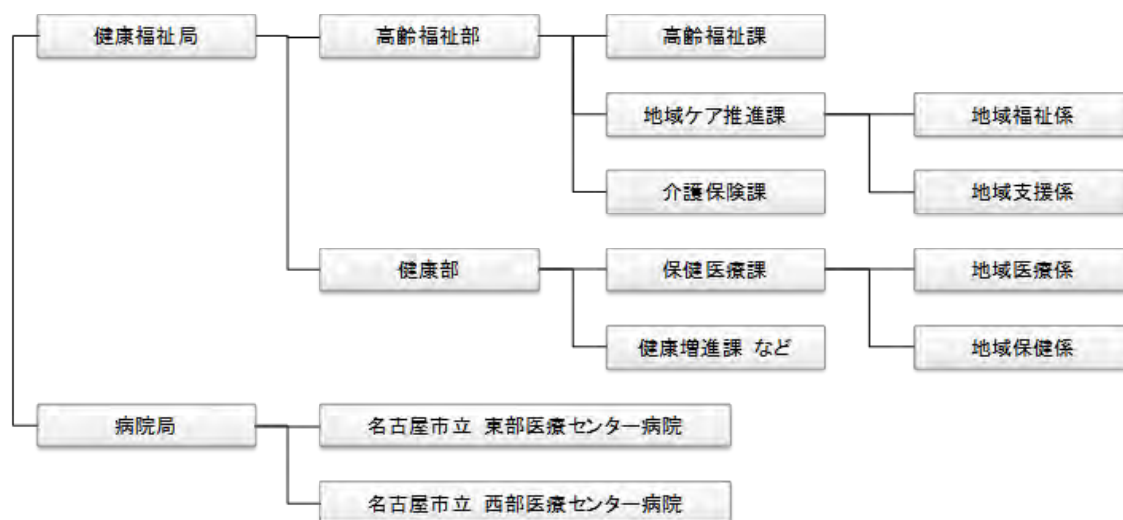 健康福祉局
高齢福祉部
高齢福祉課
地域ケア推進課
地域福祉係
介護保険課
地域支援係
健康部
保健医療課
地域医療係
健康増進課 など
地域保健係
病院局
名古屋市立 東部医療センター病院
名古屋市立 西部医療センター病院